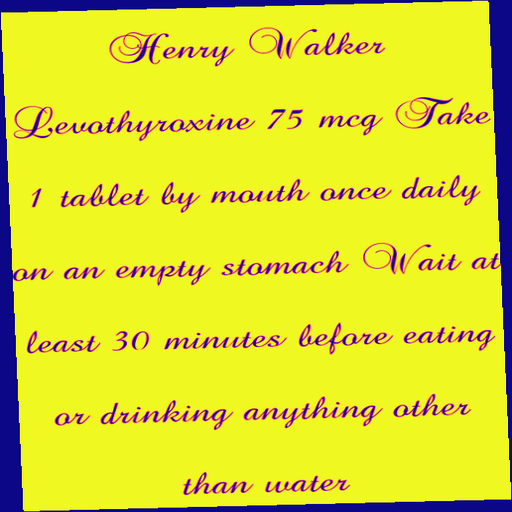 Henry Walker
Levothyroxine 75 mcg Take
1 tablet by mouth once daily
on an empty stomach Wait at
least 30 minutes before eating
or drinking anything other
than water